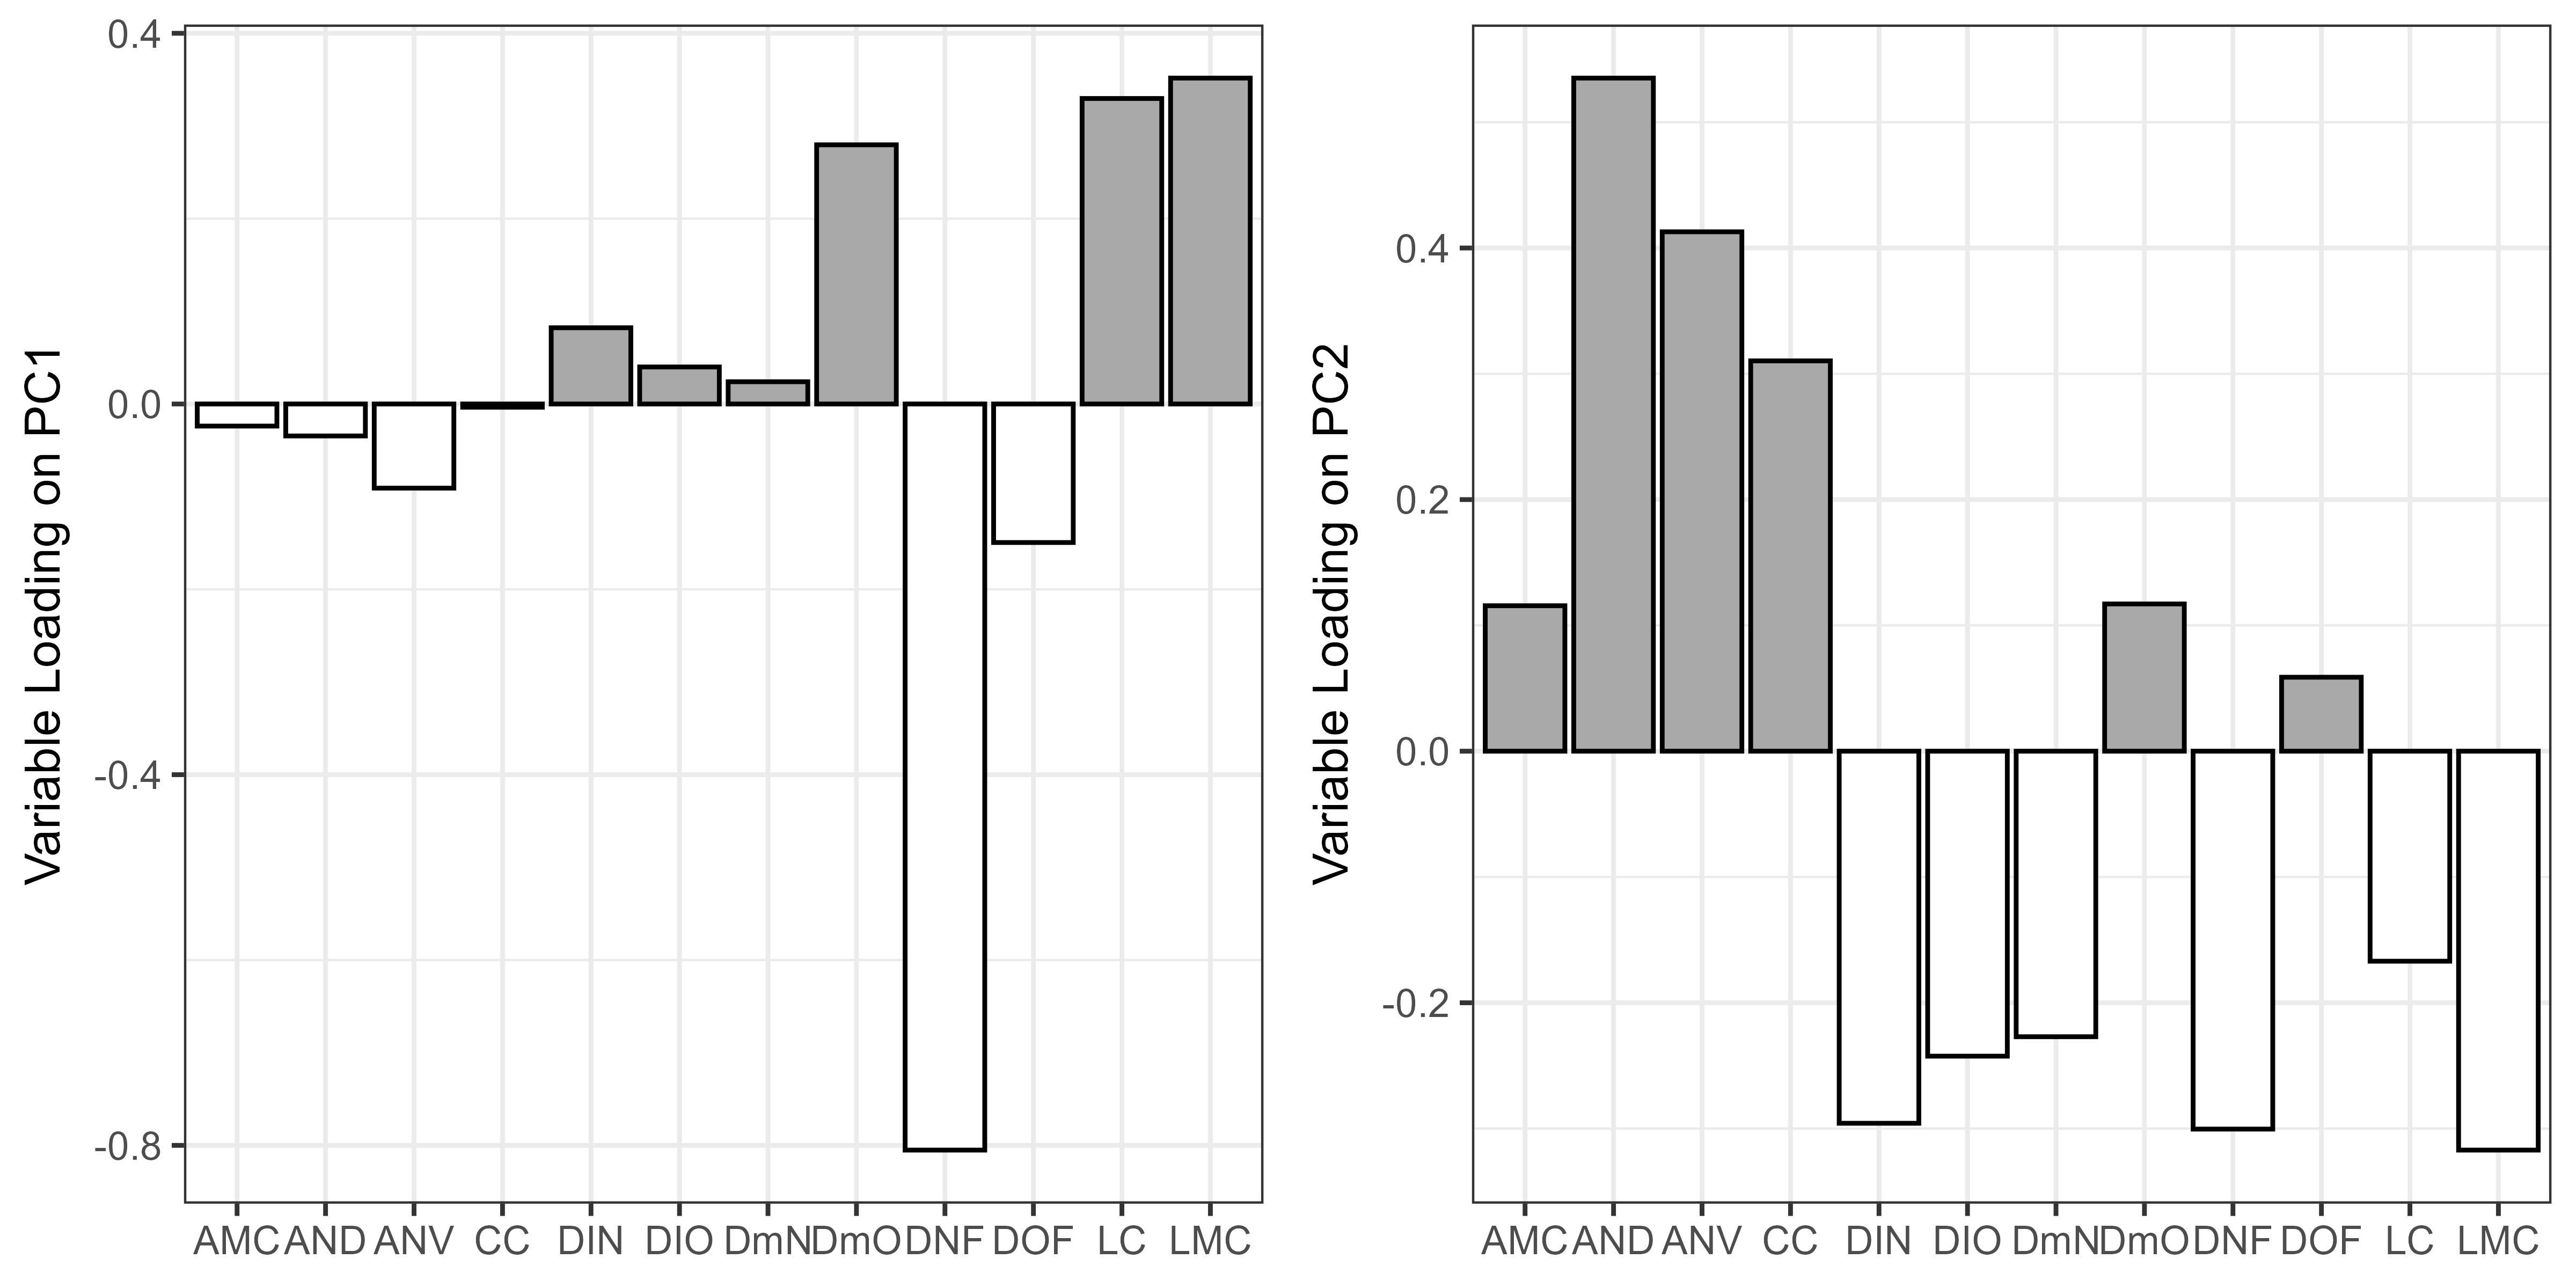 Variable Loading on PC1
0.4
0.0
-0.4
-0.8
AMC AND ANV CC DIN DIO DmN DmO DNF DOF LC LMC
Variable Loading on PC2
0.4
0.2
0.0
-0.2
AMC AND ANV CC DIN DIO DmN DmO DNF DOF LC LMC